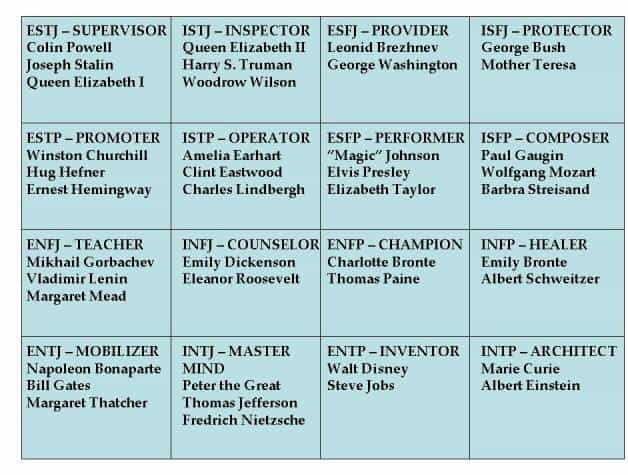 ESTJ – SUPERVISOR
Colin Powell
Joseph Stalin
Queen Elizabeth I
ISTJ – INSPECTOR
Queen Elizabeth II
Harry S. Truman
Woodrow Wilson
ESFJ – PROVIDER
Leonid Brezhnev
George Washington
ISFJ – PROTECTOR
George Bush
Mother Teresa
ESTP – PROMOTER
Winston Churchill
Hug Hefner
Ernest Hemingway
ISTP – OPERATOR
Amelia Earhart
Clint Eastwood
Charles Lindbergh
ESFP – PERFORMER
"Magic" Johnson
Elvis Presley
Elizabeth Taylor
ISFP – COMPOSER
Paul Gaugin
Wolfgang Mozart
Barbra Streisand
ENFJ – TEACHER
Mikhail Gorbachev
Vladimir Lenin
Margaret Mead
INFJ – COUNSELOR
Emily Dickenson
Eleanor Roosevelt
ENFP – CHAMPION
Charlotte Bronte
Thomas Paine
INFP – HEALER
Emily Bronte
Albert Schweitzer
ENTJ – MOBILIZER
Napoleon Bonaparte
Bill Gates
Margaret Thatcher
INTJ – MASTER
MIND
Peter the Great
Thomas Jefferson
Fredrich Nietzsche
ENTP – INVENTOR
Walt Disney
Steve Jobs
INTP – ARCHITECT
Marie Curie
Albert Einstein